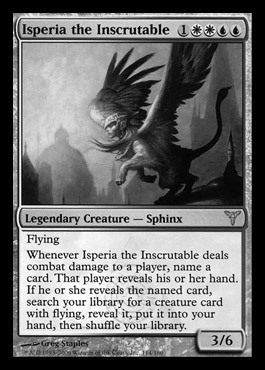 Isperia the Inscrutable 1
Legendary Creature — Sphinx
Flying
Whenever Isperia the Inscrutable deals
combat damage to a player, name a
card. That player reveals his or her hand.
If he or she reveals the named card,
search your library for a creature card
with flying, reveal it, put it into your
hand, then shuffle your library.
Greg Staples
3/6